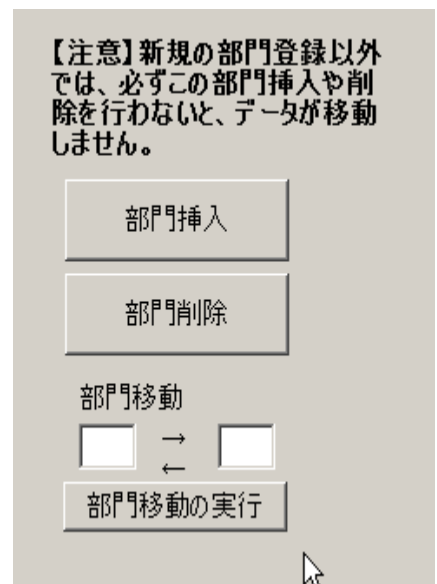 【注意】新規の部門登録以外
では、必ずこの部門挿入や削
除を行わないと、データが移動
しません。
部門挿入
部門削除
部門移動
→
←
部門移動の実行